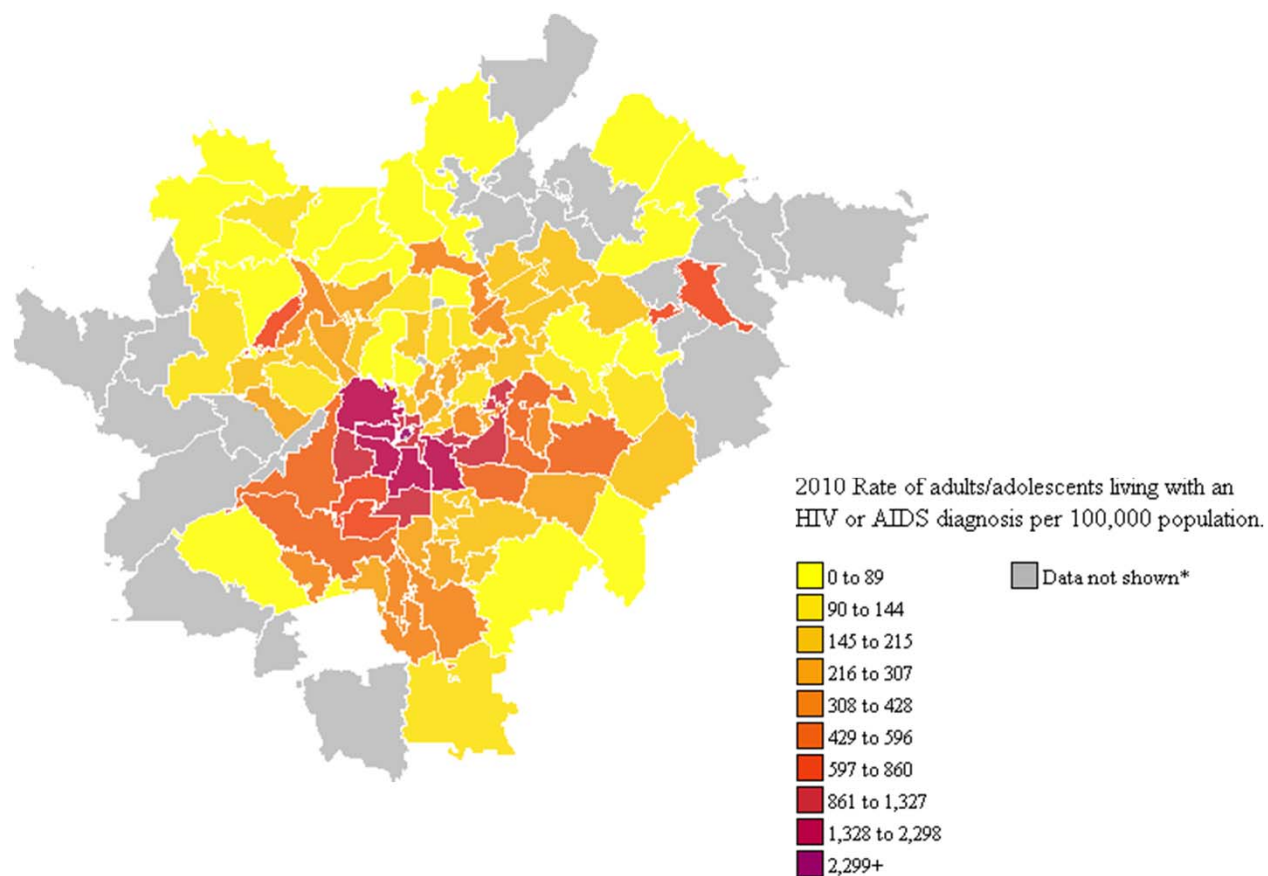 2010 Rate of adults/adolescents living with an
HIV or AIDS diagnosis per 100,000 population.
0 to 89
Data not shown*
90 to 144
145 to 215
216 to 307
308 to 428
429 to 596
597 to 860
861 to 1,327
1,328 to 2,298
2,299+